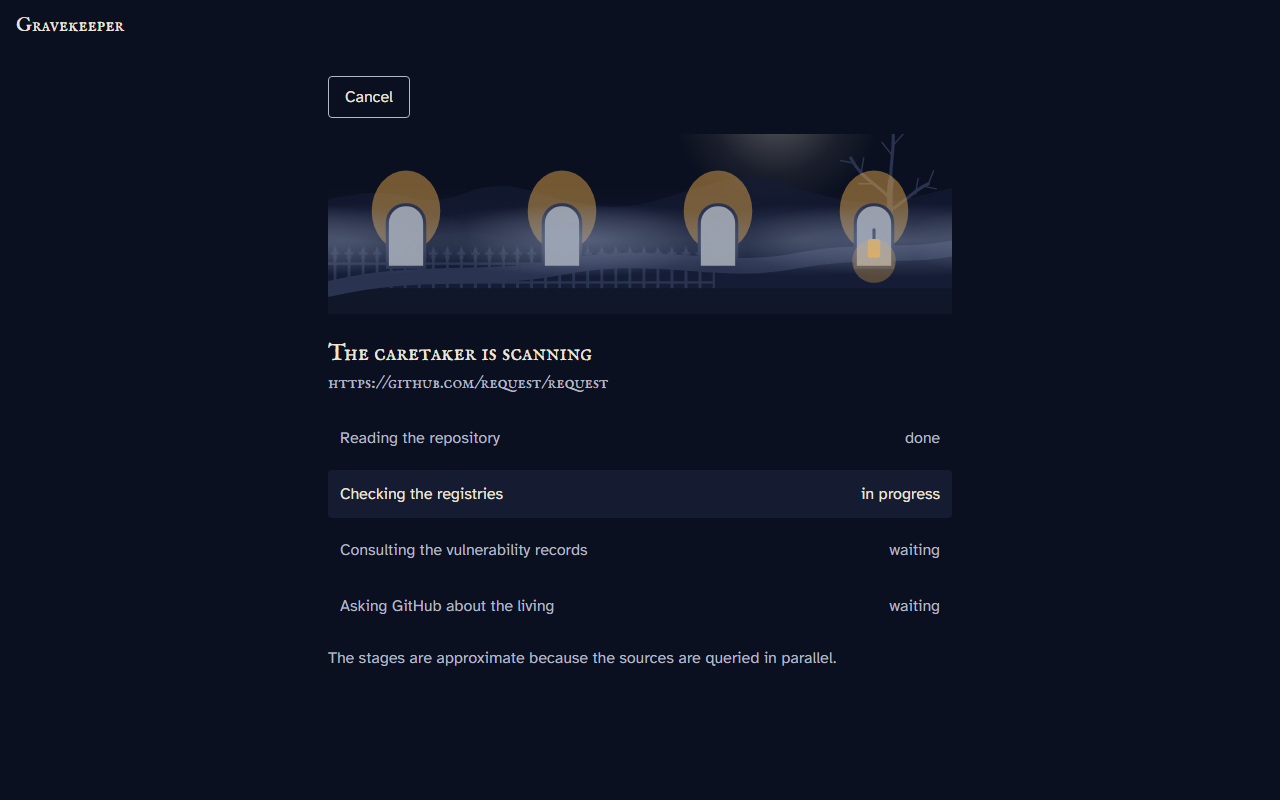 Gravekeeper
Cancel
The caretaker is scanning
https://github.com/request/request
Reading the repository done
Checking the registries in progress
Consulting the vulnerability records waiting
Asking GitHub about the living waiting
The stages are approximate because the sources are queried in parallel.